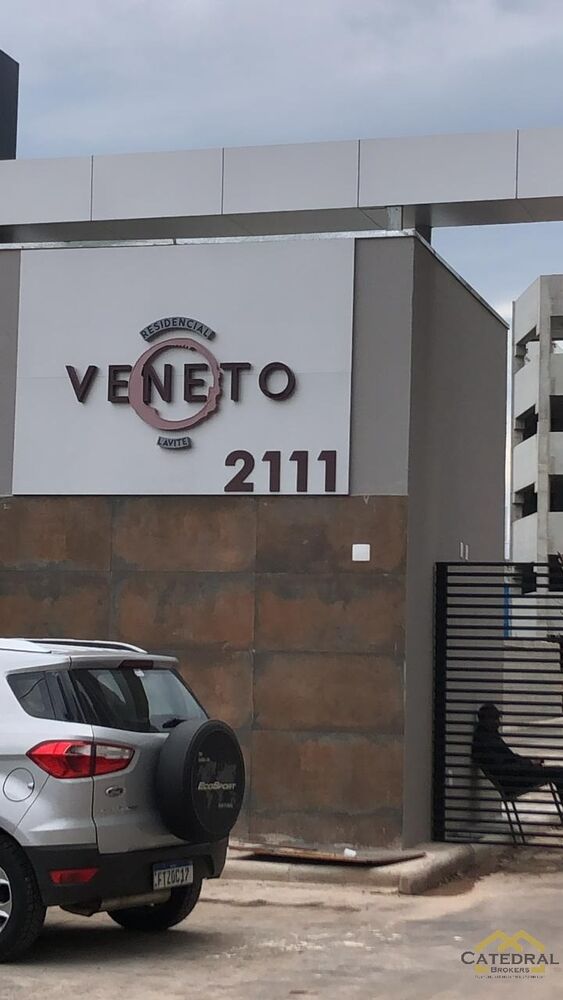 RESIDENCIAL
VENETO
LAVITE
2111
ECOSPORT
CATEDRAL
BROKERS